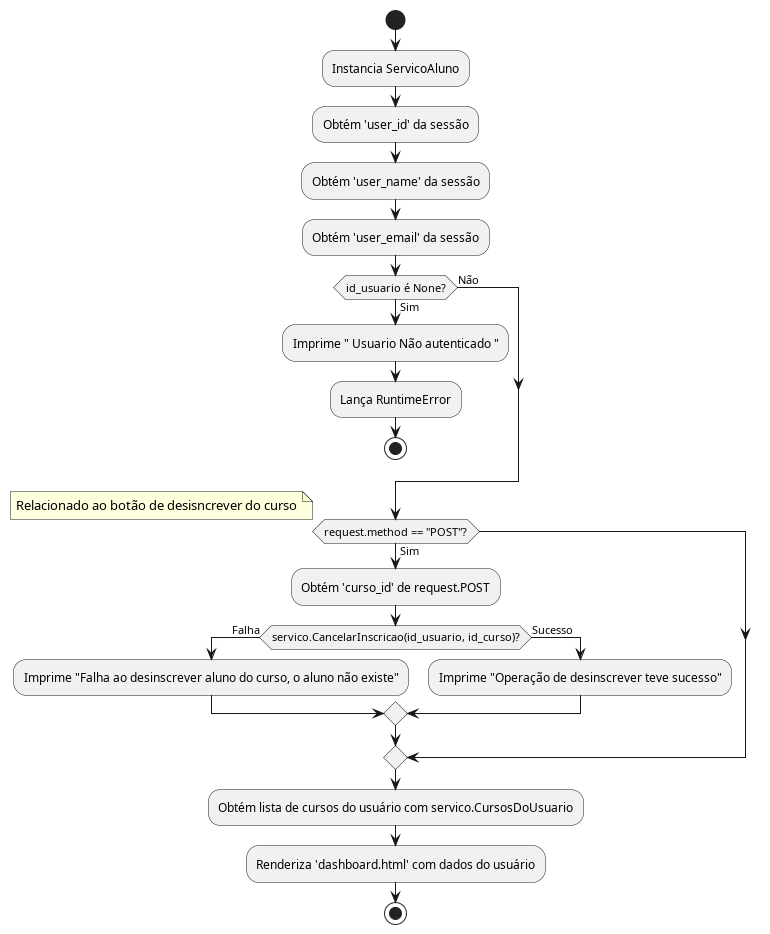 Instancia ServicoAluno
Obtém 'user_id' da sessão
Obtém 'user_name' da sessão
Obtém 'user_email' da sessão
id_usuario é None?
Não
Sim
Imprime " Usuario Não autenticado "
Lança RuntimeError
Relacionado ao botão de desisncrever do curso
request.method == "POST"?
Sim
Obtém 'curso_id' de request.POST
Falha
servico.CancelarInscricao(id_usuario, id_curso)?
Sucesso
Imprime "Falha ao desinscrever aluno do curso, o aluno não existe"
Imprime "Operação de desinscrever teve sucesso"
Obtém lista de cursos do usuário com servico.CursosDoUsuario
Renderiza 'dashboard.html' com dados do usuário